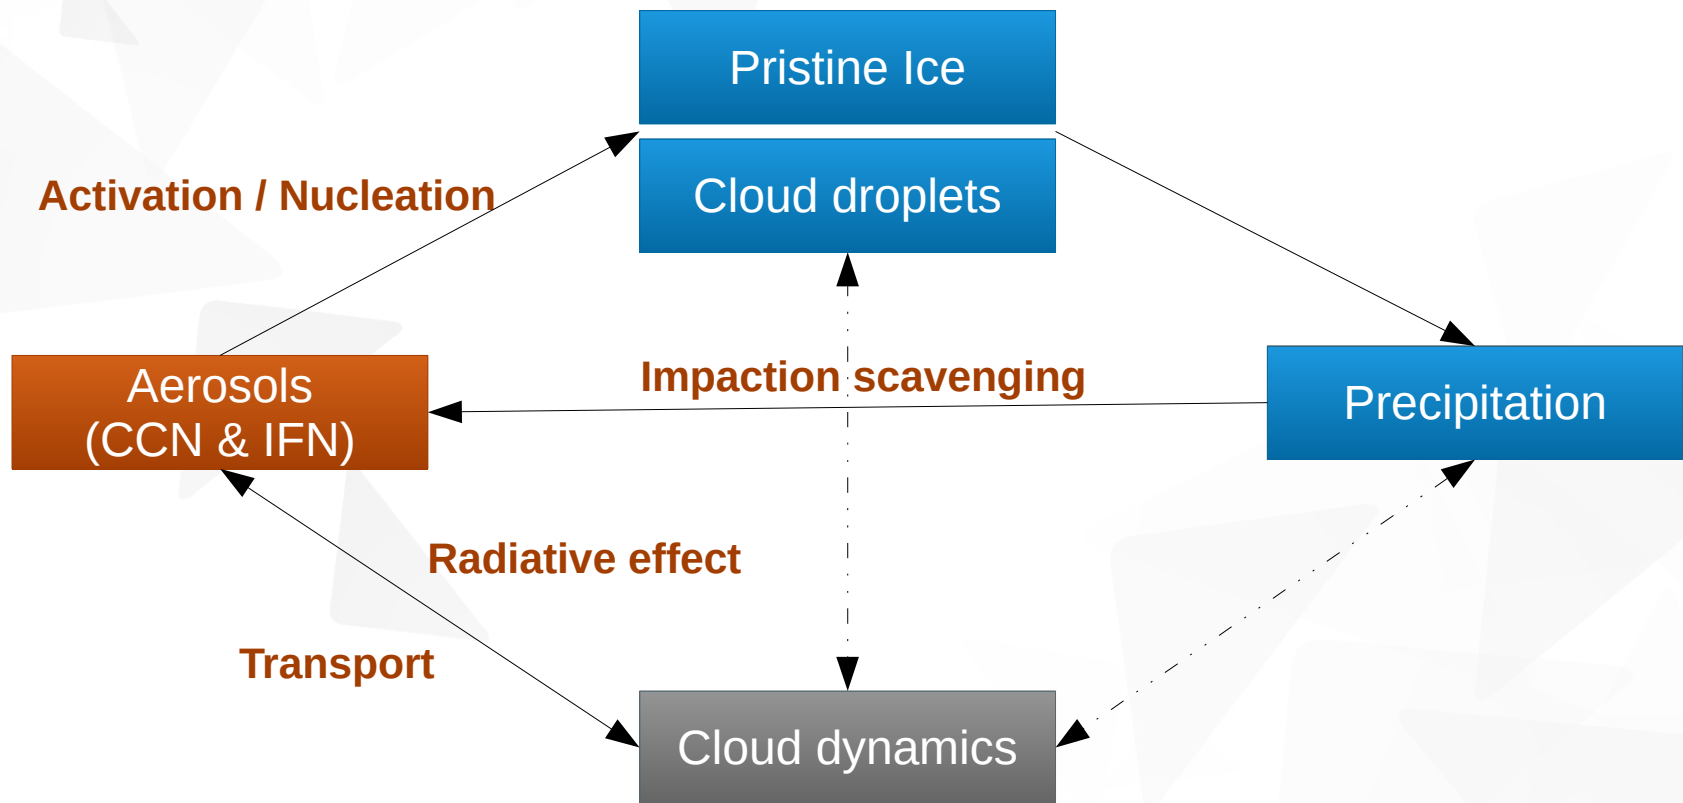 Pristine Ice
Activation / Nucleation
Cloud droplets
Impaction scavenging
Aerosols
(CCN & IFN)
Precipitation
Radiative effect
Transport
Cloud dynamics